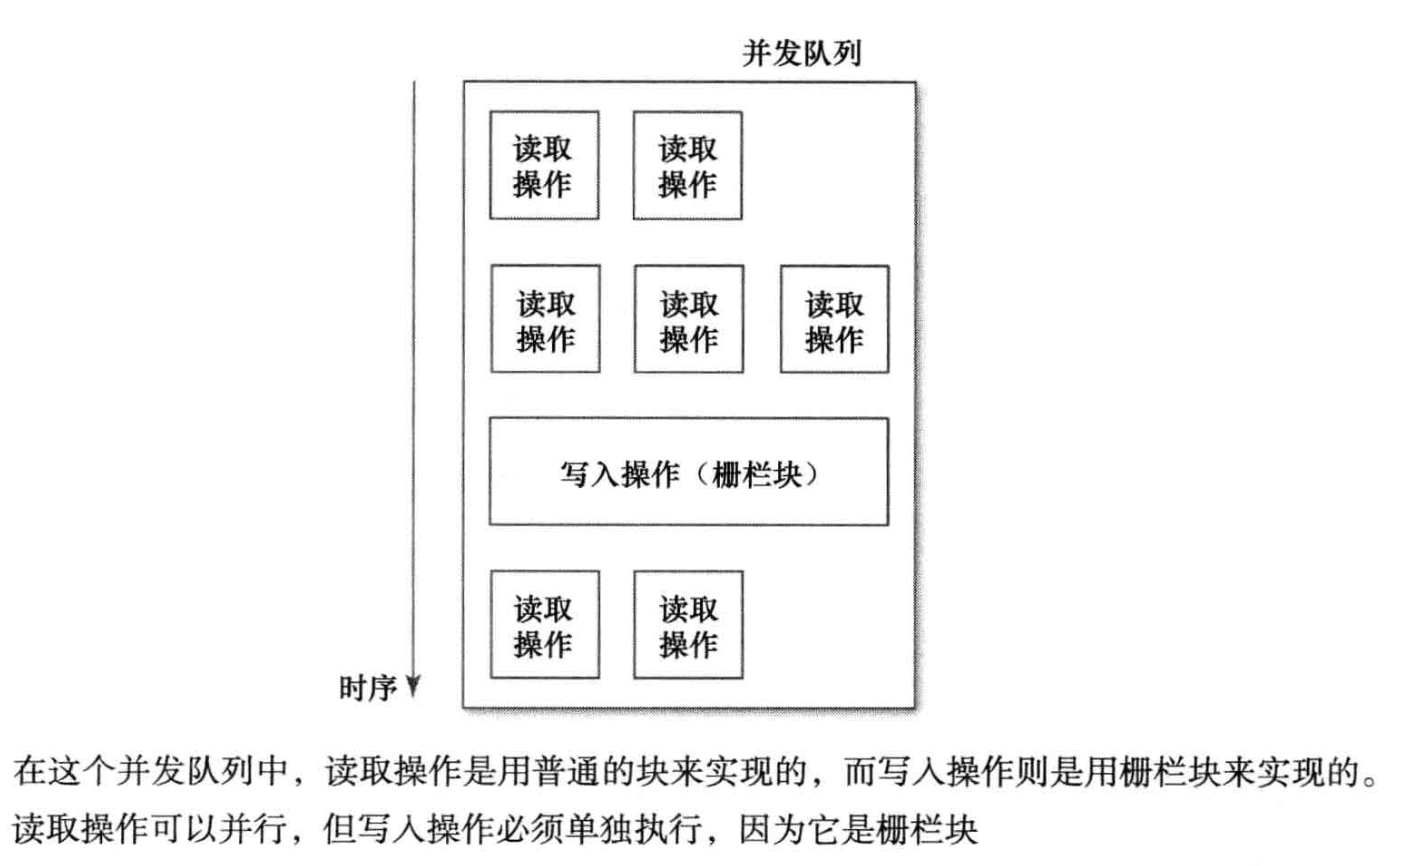 并发队列
读取 读取
操作 操作
读取 读取 读取
操作 操作 操作
写入操作（栅栏块）
读取 读取
操作 操作
时序
在这个并发队列中，读取操作是用普通的块来实现的，而写入操作则是用栅栏块来实现的。
读取操作可以并行，但写入操作必须单独执行，因为它是栅栏块